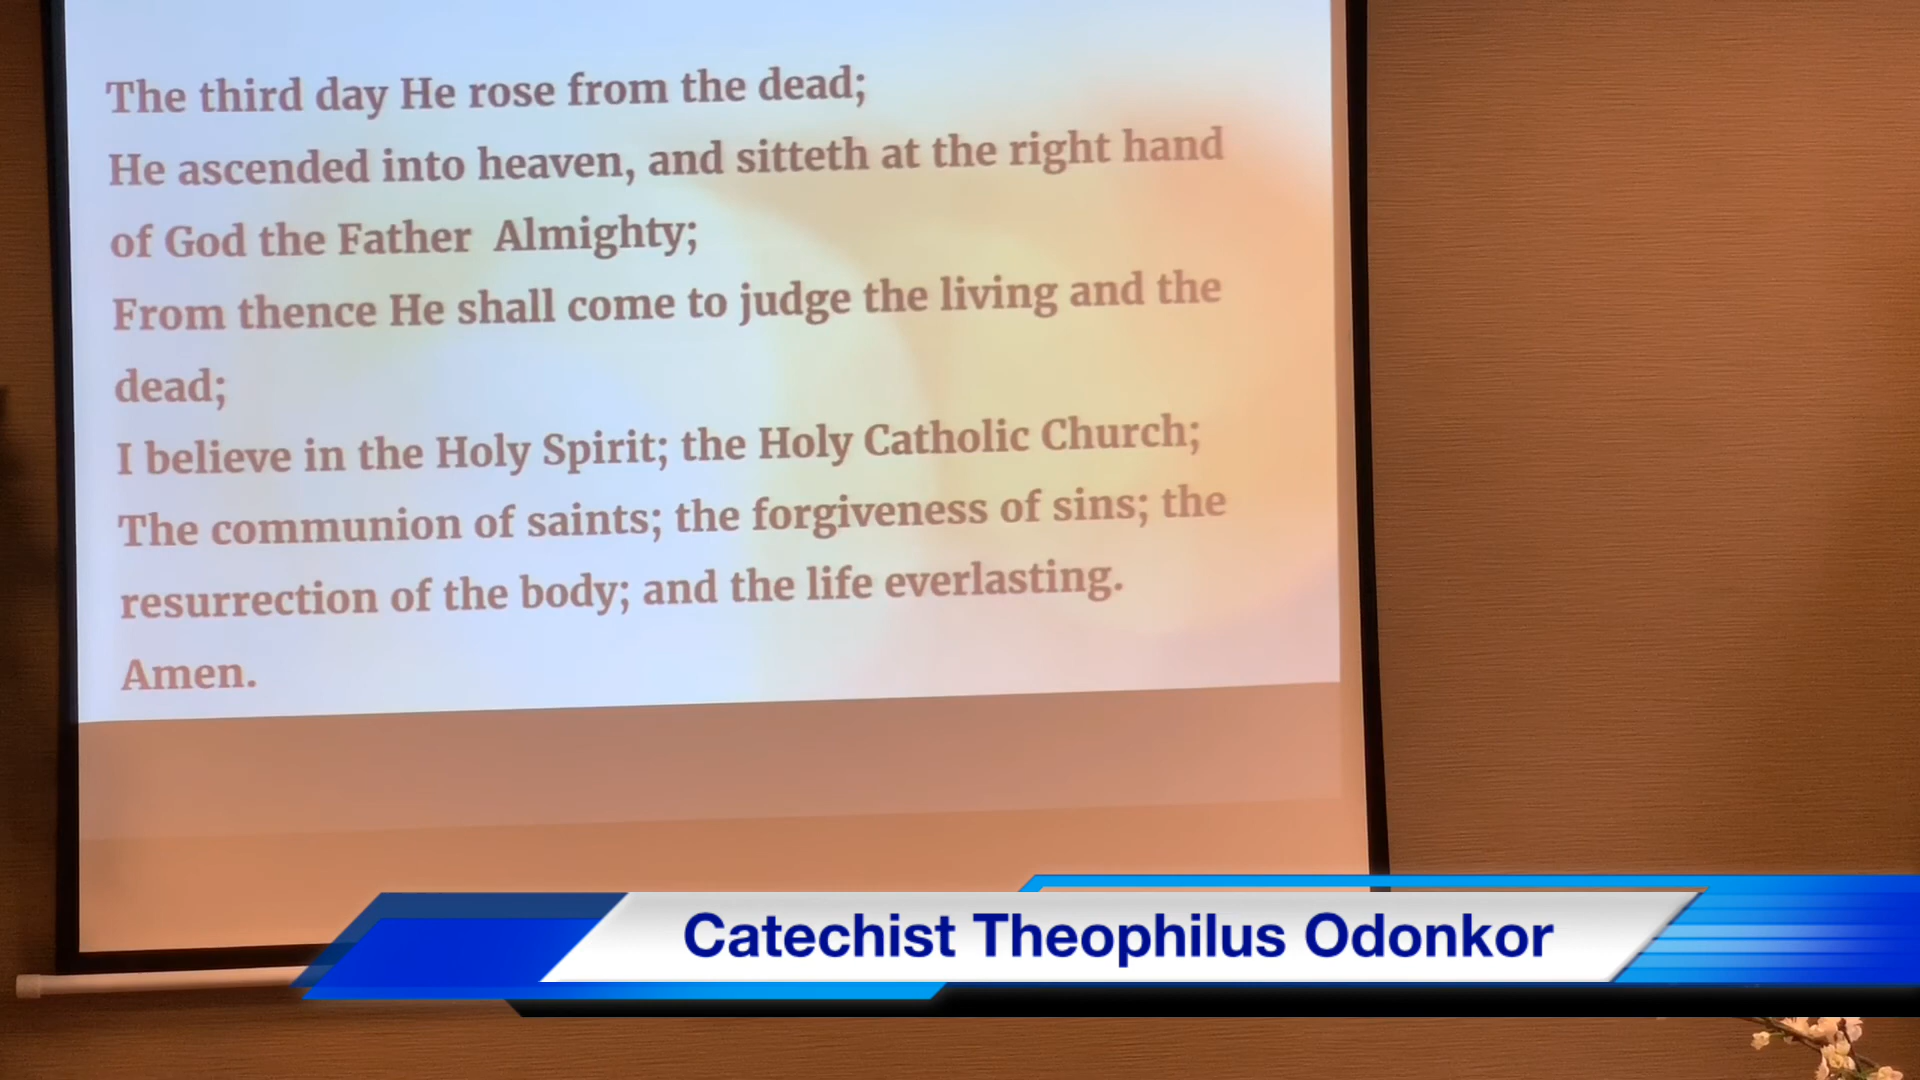 The third day He rose from the dead;
He ascended into heaven, and sitteth at the right hand
of God the Father Almighty;
From thence He shall come to judge the living and the
dead;
I believe in the Holy Spirit; the Holy Catholic Church;
The communion of saints; the forgiveness of sins; the
resurrection of the body; and the life everlasting.
Amen.
Catechist Theophilus Odonkor